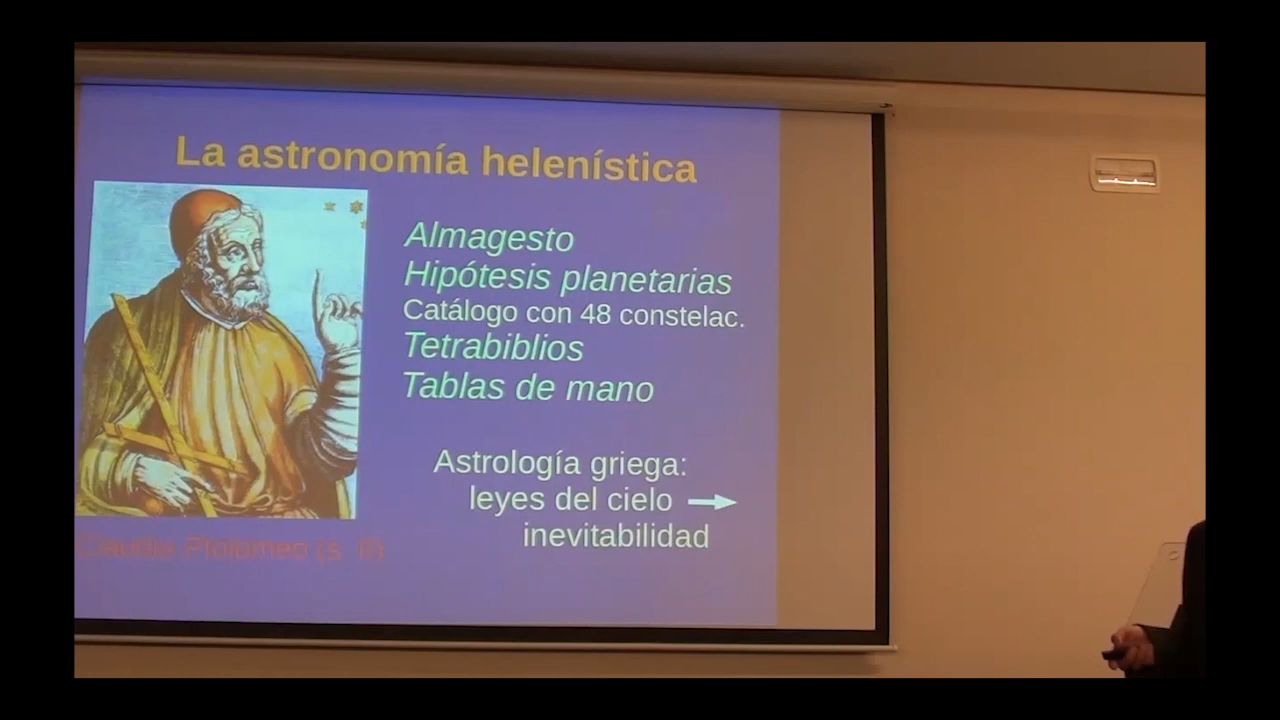 La astronomía helenística
Almagesto
Hipótesis planetarias
Catálogo con 48 constelac.
Tetrabiblios
Tablas de mano
Astrología griega:
leyes del cielo
inevitabilidad
Claudio Ptolomeo (s. II)